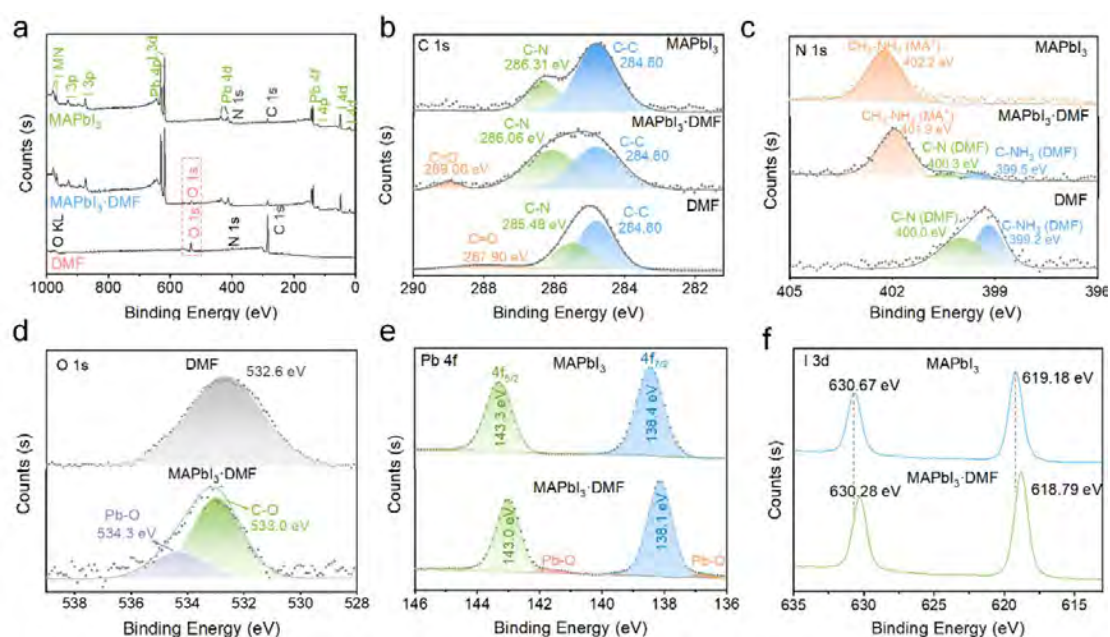 a
I MN
I 3p
I 3p
Pb 4p
I 3d
Pb 4d
N 1s
C 1s
Pb 4f
I 4p
I 4d
MAPbI₃
O 1s
MAPbI₃·DMF
O KL
O 1s
N 1s
C 1s
DMF
Counts (s)
1000 800 600 400 200 0
Binding Energy (eV)
b
C 1s
MAPbI₃
C-N
286.31 eV
C-C
284.80
MAPbI₃·DMF
C-N
286.06 eV
C-C
284.80
C=O
289.06 eV
DMF
C-N
285.48 eV
C-C
284.80
C=O
287.90 eV
Counts (s)
290 288 286 284 282
Binding Energy (eV)
c
N 1s
MAPbI₃
CH₃-NH₃ (MA⁺)
402.2 eV
MAPbI₃·DMF
CH₃-NH₃ (MA⁺)
401.9 eV
C-N (DMF)
400.3 eV
C-NH₂ (DMF)
399.5 eV
DMF
C-N (DMF)
400.0 eV
C-NH₂ (DMF)
399.2 eV
Counts (s)
405 402 399 396
Binding Energy (eV)
d
O 1s
DMF
532.6 eV
MAPbI₃·DMF
Pb-O
534.3 eV
C-O
533.0 eV
Counts (s)
538 536 534 532 530 528
Binding Energy (eV)
e
Pb 4f
MAPbI₃
4f₅/₂
143.3 eV
4f₇/₂
138.4 eV
MAPbI₃·DMF
143.0 eV
Pb-O
138.1 eV
Pb-O
Counts (s)
146 144 142 140 138 136
Binding Energy (eV)
f
I 3d
MAPbI₃
630.67 eV
619.18 eV
MAPbI₃·DMF
630.28 eV
618.79 eV
Counts (s)
635 630 625 620 615
Binding Energy (eV)